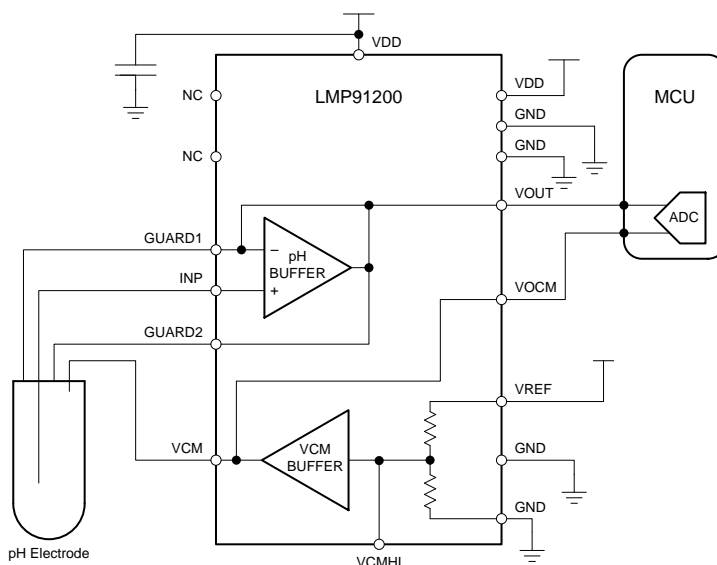 VDD
NC
LMP91200
VDD
MCU
GND
NC
GND
VOUT
ADC
GUARD1
−
pH
BUFFER
INP
+
VOCM
GUARD2
VREF
VCM
VCM
BUFFER
GND
GND
pH Electrode
VCMHI